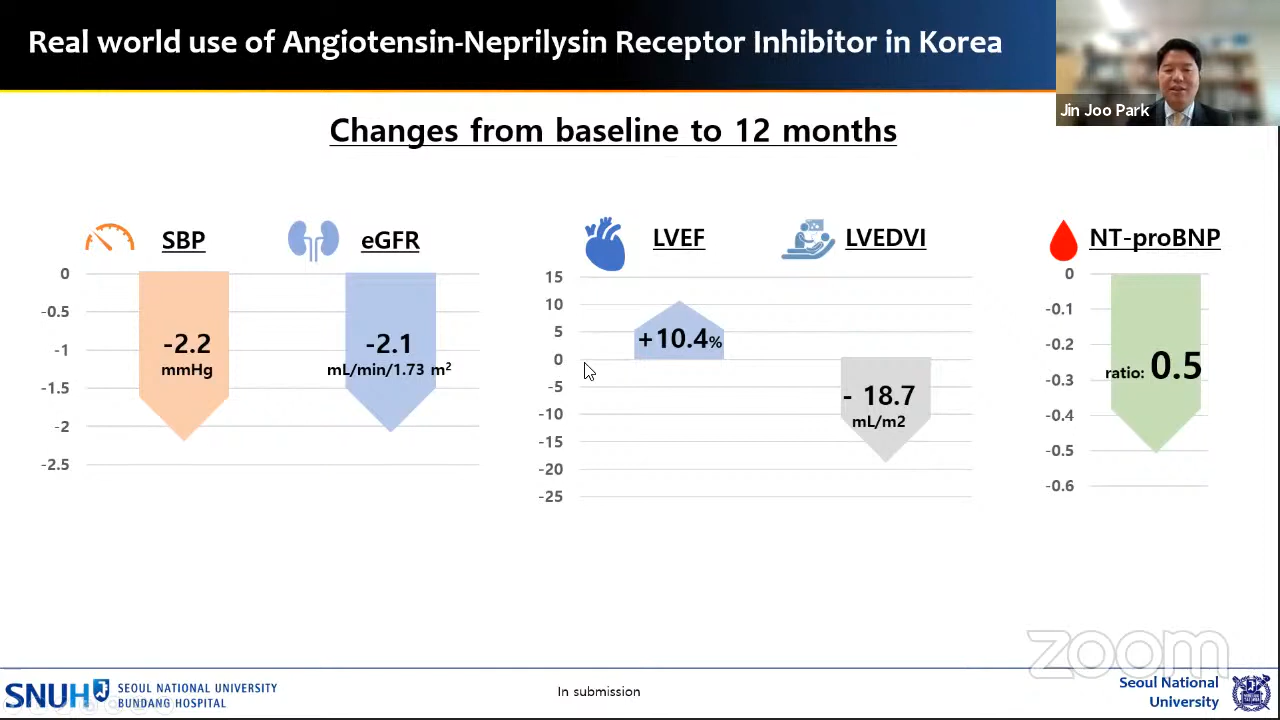 Real world use of Angiotensin-Neprilysin Receptor Inhibitor in Korea
Jin Joo Park
Changes from baseline to 12 months
SBP
eGFR
LVEF
LVEDVI
NT-proBNP
0
-0.5
-1
-1.5
-2
-2.5
-2.2
mmHg
-2.1
mL/min/1.73 m²
15
10
5
0
-5
-10
-15
-20
-25
+10.4%
- 18.7
mL/m2
0
-0.1
-0.2
-0.3
-0.4
-0.5
-0.6
ratio: 0.5
zoom
SNUH
SEOUL NATIONAL UNIVERSITY
BUNDANG HOSPITAL
In submission
Seoul National
University